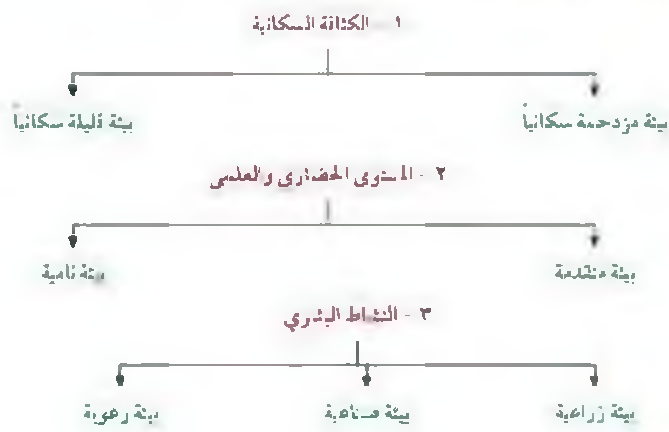 ١ - الكثافة السكانية
بيئة مزدحمة سكانياً بيئة قليلة سكانياً
٢ - المستوى الحضاري والعلمي
بيئة متقدمة بيئة نامية
٣ - النشاط البشري
بيئة زراعية بيئة صناعية بيئة رعوية